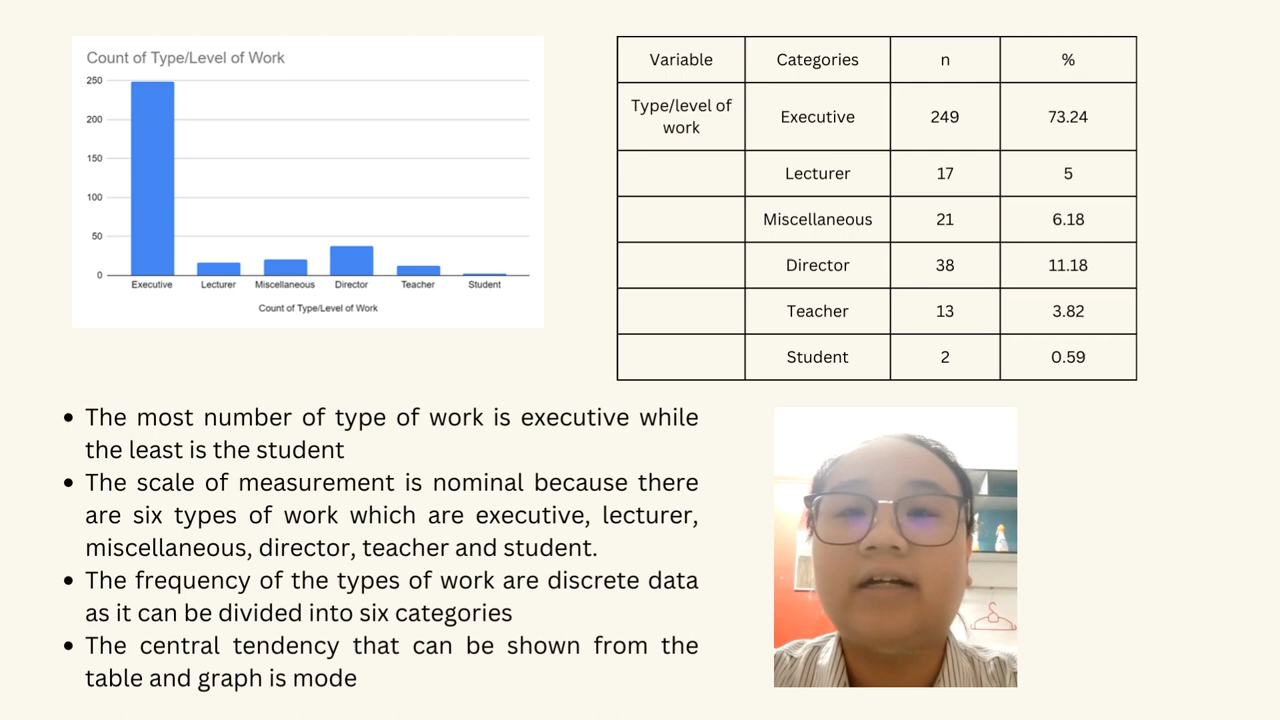 Count of Type/Level of Work
250
200
150
100
50
0
Executive Lecturer Miscellaneous Director Teacher Student
Count of Type/Level of Work
Variable Categories n %
Type/level of work Executive 249 73.24
Lecturer 17 5
Miscellaneous 21 6.18
Director 38 11.18
Teacher 13 3.82
Student 2 0.59
• The most number of type of work is executive while
the least is the student
• The scale of measurement is nominal because there
are six types of work which are executive, lecturer,
miscellaneous, director, teacher and student.
• The frequency of the types of work are discrete data
as it can be divided into six categories
• The central tendency that can be shown from the
table and graph is mode